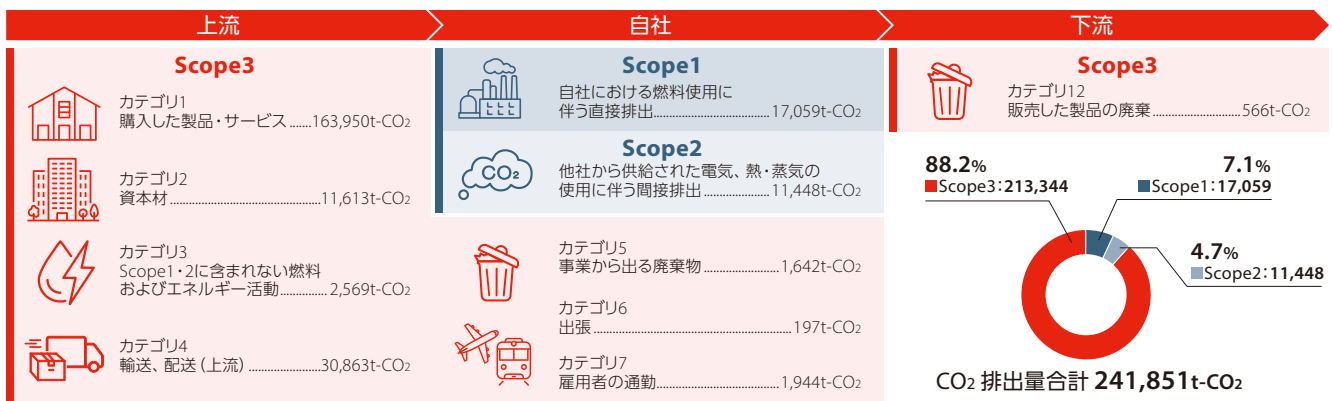 上流
自社
下流
Scope3
カテゴリ1
購入した製品・サービス......163,950t-CO2
カテゴリ2
資本材..........................................11,613t-CO2
カテゴリ3
Scope1・2に含まれない燃料
およびエネルギー活動.............2,569t-CO2
カテゴリ4
輸送、配送（上流）....................30,863t-CO2
Scope1
自社における燃料使用に
伴う直接排出................................17,059t-CO2
CO2
Scope2
他社から供給された電気、熱・蒸気の
使用に伴う間接排出..................11,448t-CO2
カテゴリ5
事業から出る廃棄物.....................1,642t-CO2
カテゴリ6
出張.......................................................197t-CO2
カテゴリ7
雇用者の通勤..................................1,944t-CO2
Scope3
カテゴリ12
販売した製品の廃棄.........................566t-CO2
88.2%
Scope3：213,344
7.1%
Scope1：17,059
4.7%
Scope2：11,448
CO2 排出量合計 241,851t-CO2